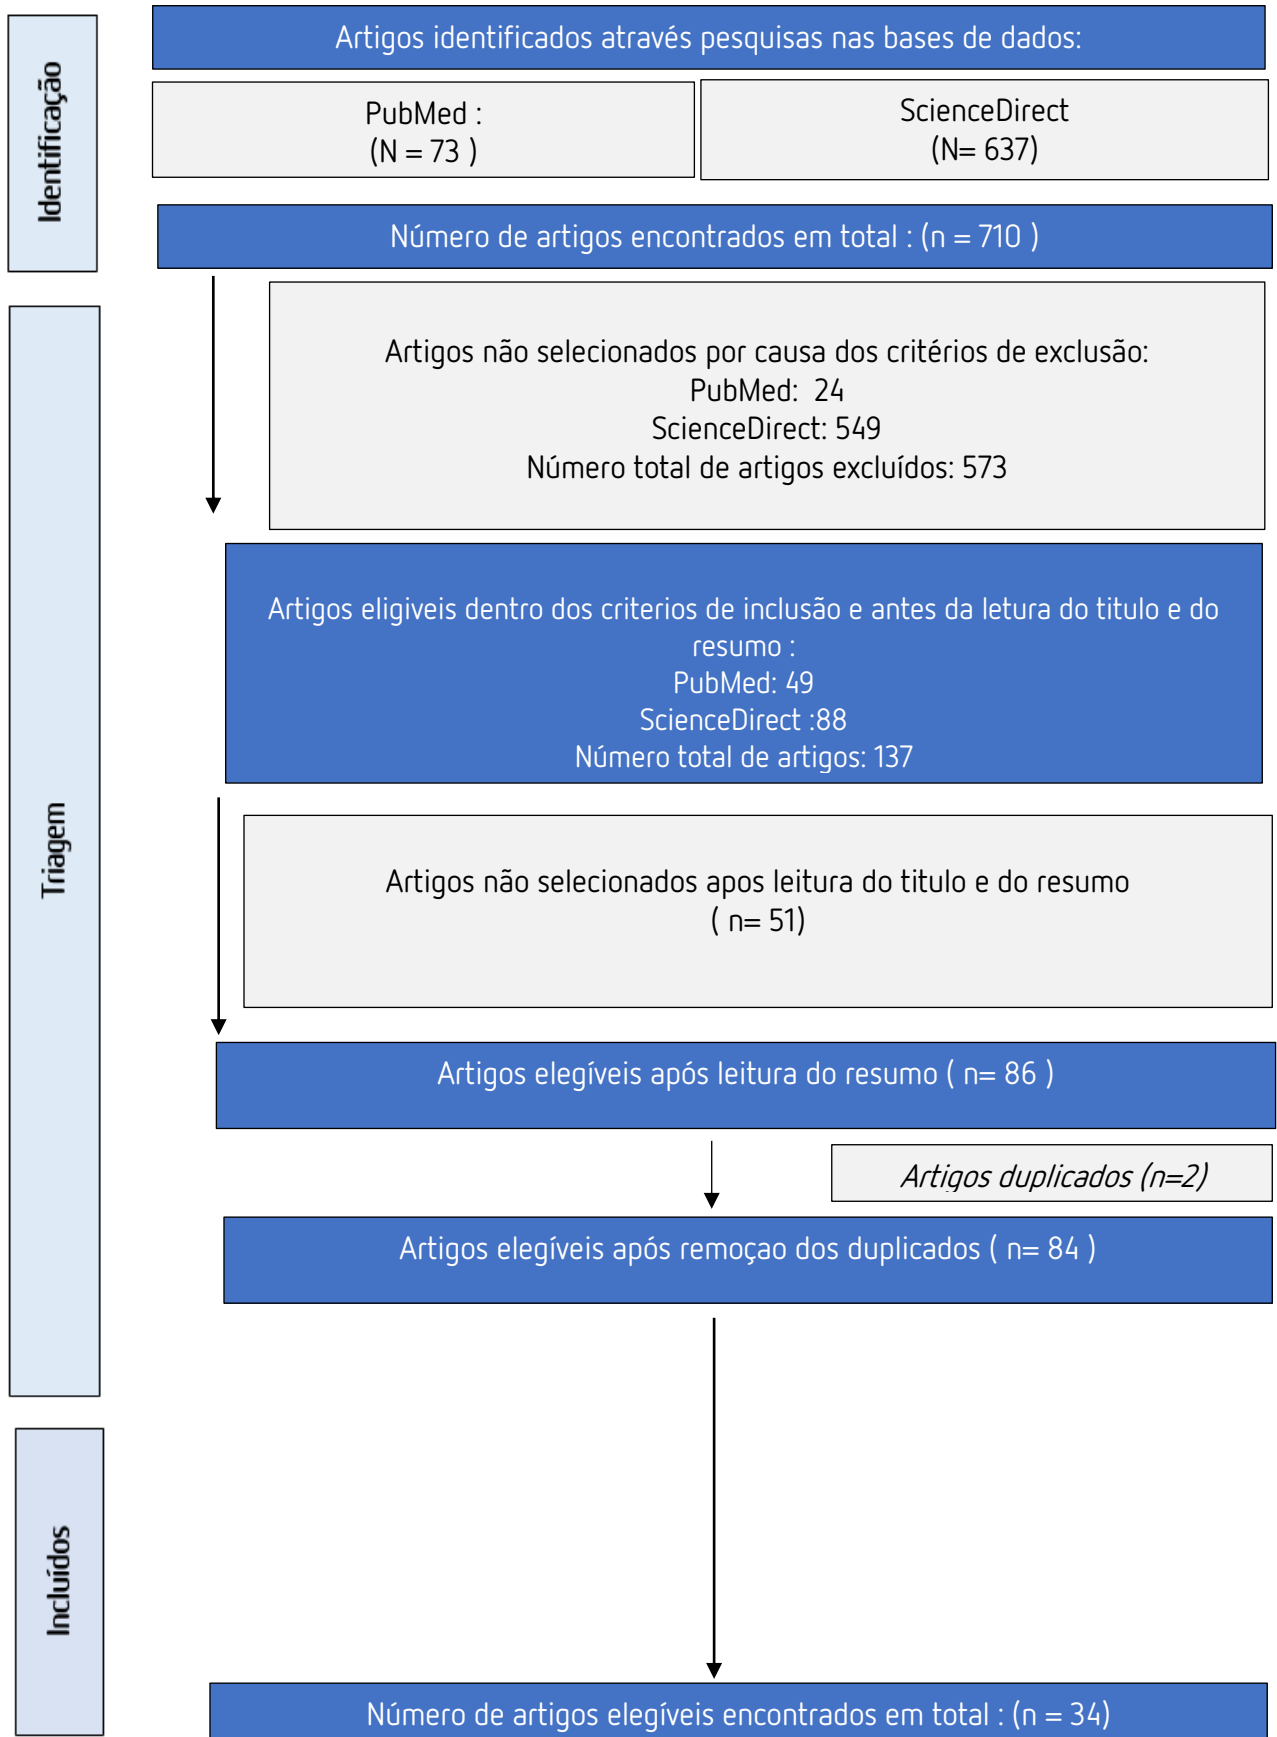 Identificação
Artigos identificados através pesquisas nas bases de dados:
PubMed :
(N = 73 )
ScienceDirect
(N= 637)
Número de artigos encontrados em total : (n = 710 )
Triagem
Artigos não selecionados por causa dos critérios de exclusão:
PubMed: 24
ScienceDirect: 549
Número total de artigos excluídos: 573
Artigos eligiveis dentro dos criterios de inclusão e antes da letura do titulo e do
resumo :
PubMed: 49
ScienceDirect :88
Número total de artigos: 137
Artigos não selecionados apos leitura do titulo e do resumo
( n= 51)
Artigos elegíveis após leitura do resumo ( n= 86 )
Artigos duplicados (n=2)
Artigos elegíveis após remoçao dos duplicados ( n= 84 )
Incluídos
Número de artigos elegíveis encontrados em total : (n = 34)